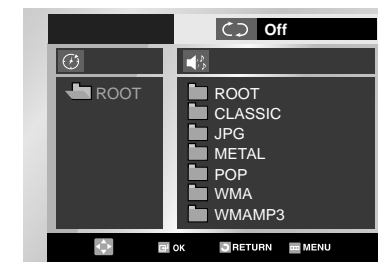 Off
ROOT
ROOT
CLASSIC
JPG
METAL
POP
WMA
WMAMP3
OK RETURN MENU